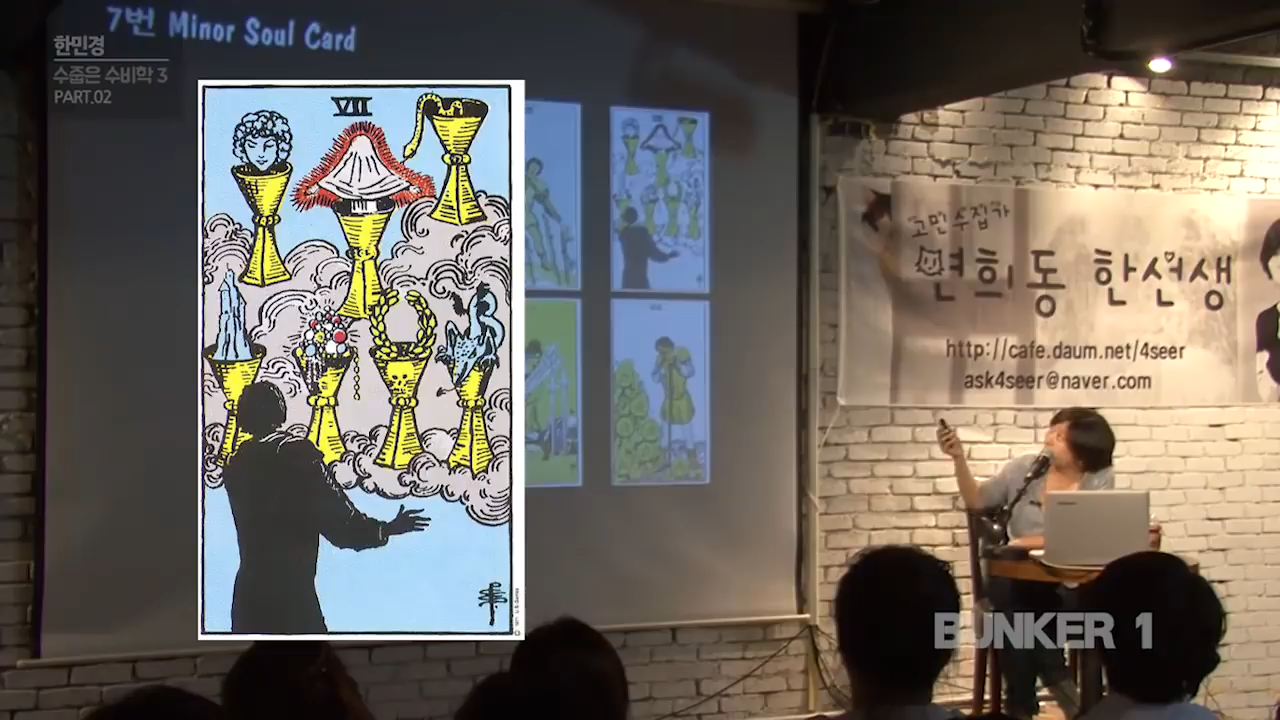 7번 Minor Soul Card
한민경
수줍은 수비학 3
PART.02
VII
고민 수집가
연희동 한선생
http://cafe.daum.net/4seer
ask4seer@naver.com
BUNKER 1